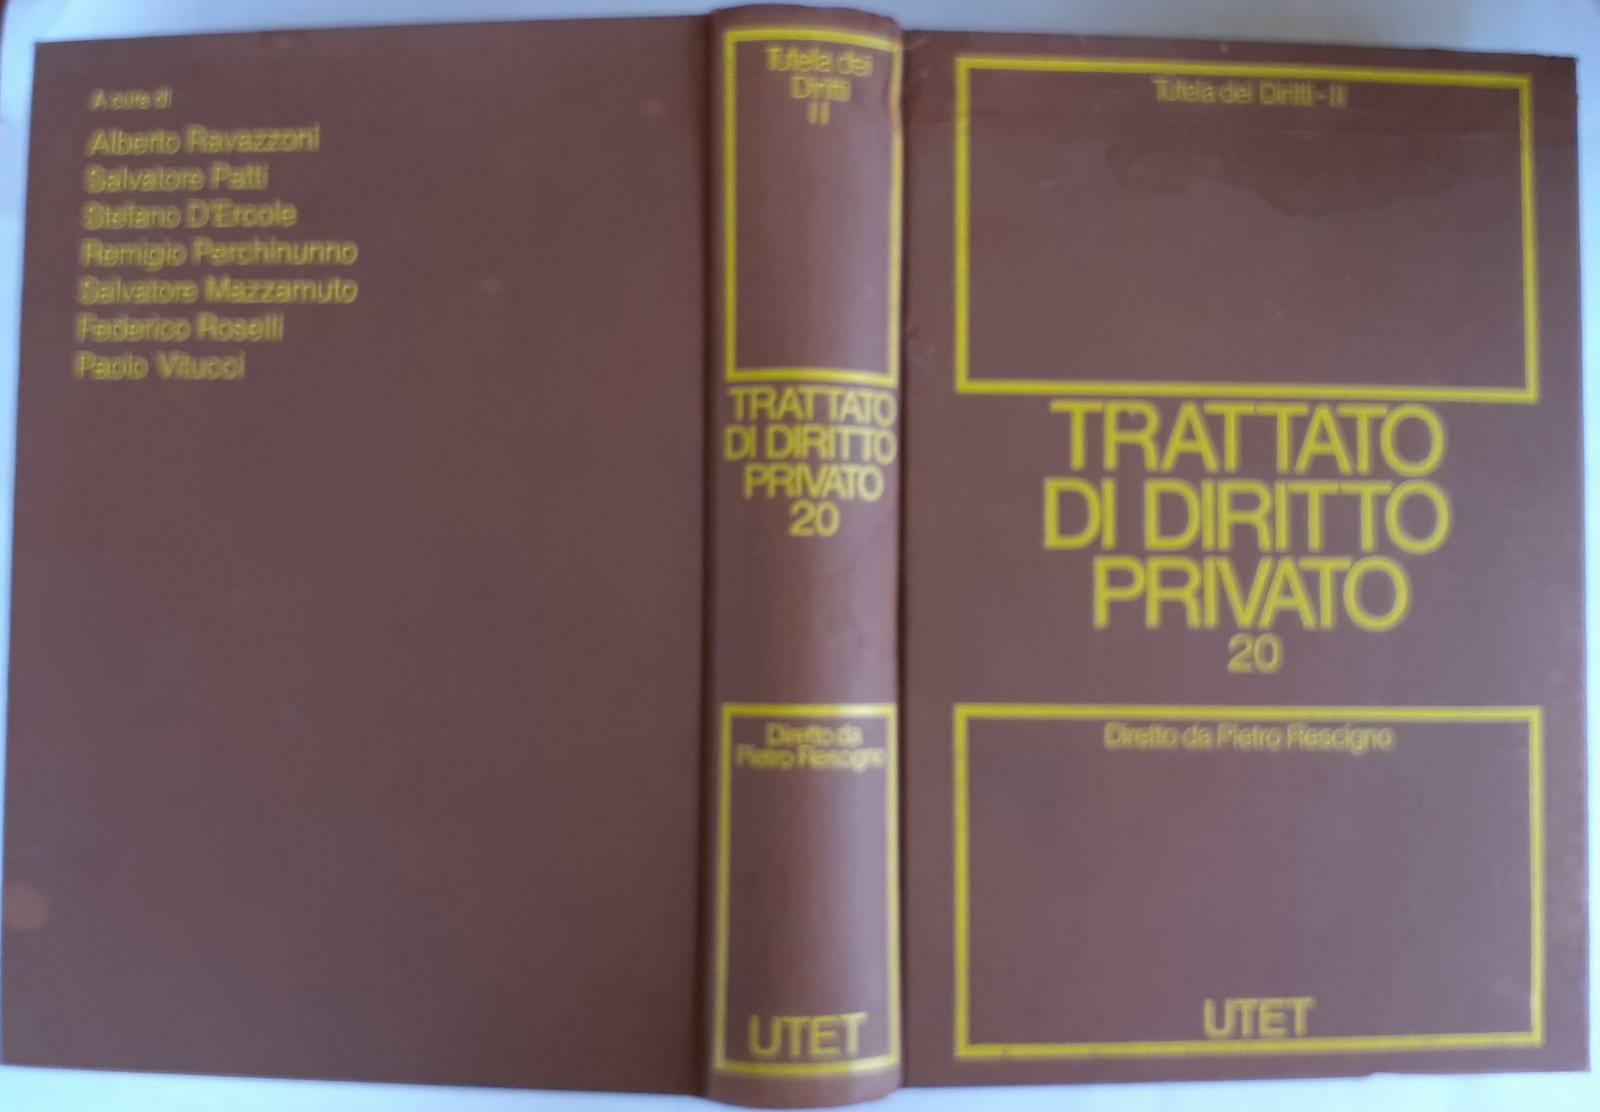 A cura di
Alberto Ravazzoni
Salvatore Patti
Stefano D'Ercole
Remigio Perchinunno
Salvatore Mazzamuto
Federico Roselli
Paolo Vitucci
Tutela dei
Diritti
II
TRATTATO
DI DIRITTO
PRIVATO
20
Diretto da
Pietro Rescigno
UTET
Tutela dei Diritti - II
TRATTATO
DI DIRITTO
PRIVATO
20
Diretto da Pietro Rescigno
UTET